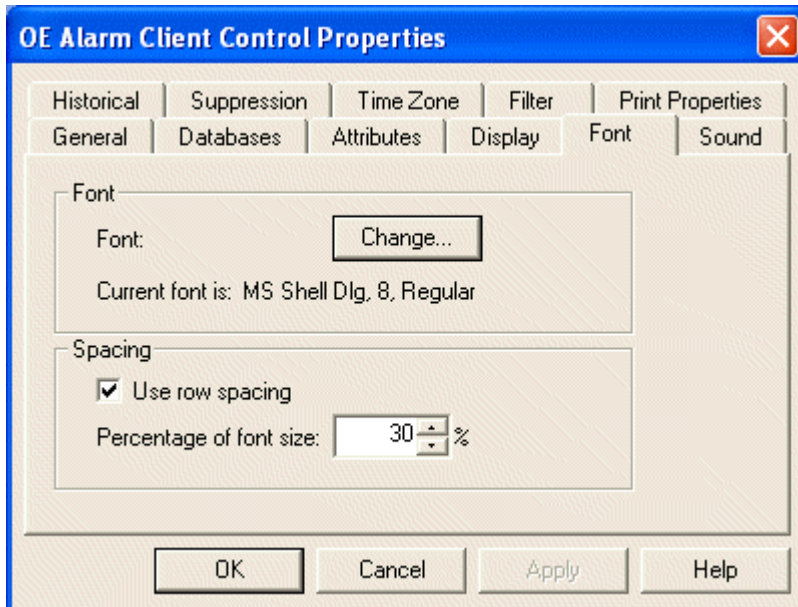 OE Alarm Client Control Properties
Historical Suppression Time Zone Filter Print Properties
General Databases Attributes Display Font Sound
Font
Font: Change...
Current font is: MS Shell Dlg, 8, Regular
Spacing
Use row spacing
Percentage of font size: 30 %
OK Cancel Apply Help